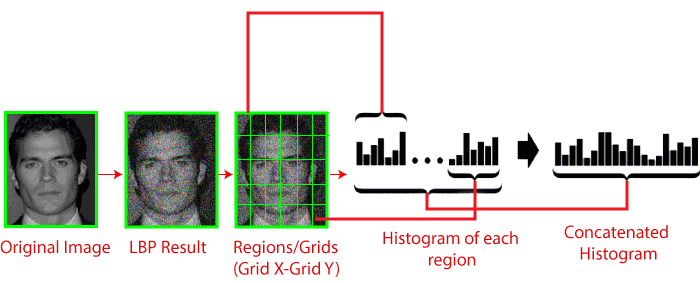 Original Image
LBP Result
Regions/Grids
(Grid X-Grid Y)
Histogram of each
region
Concatenated
Histogram